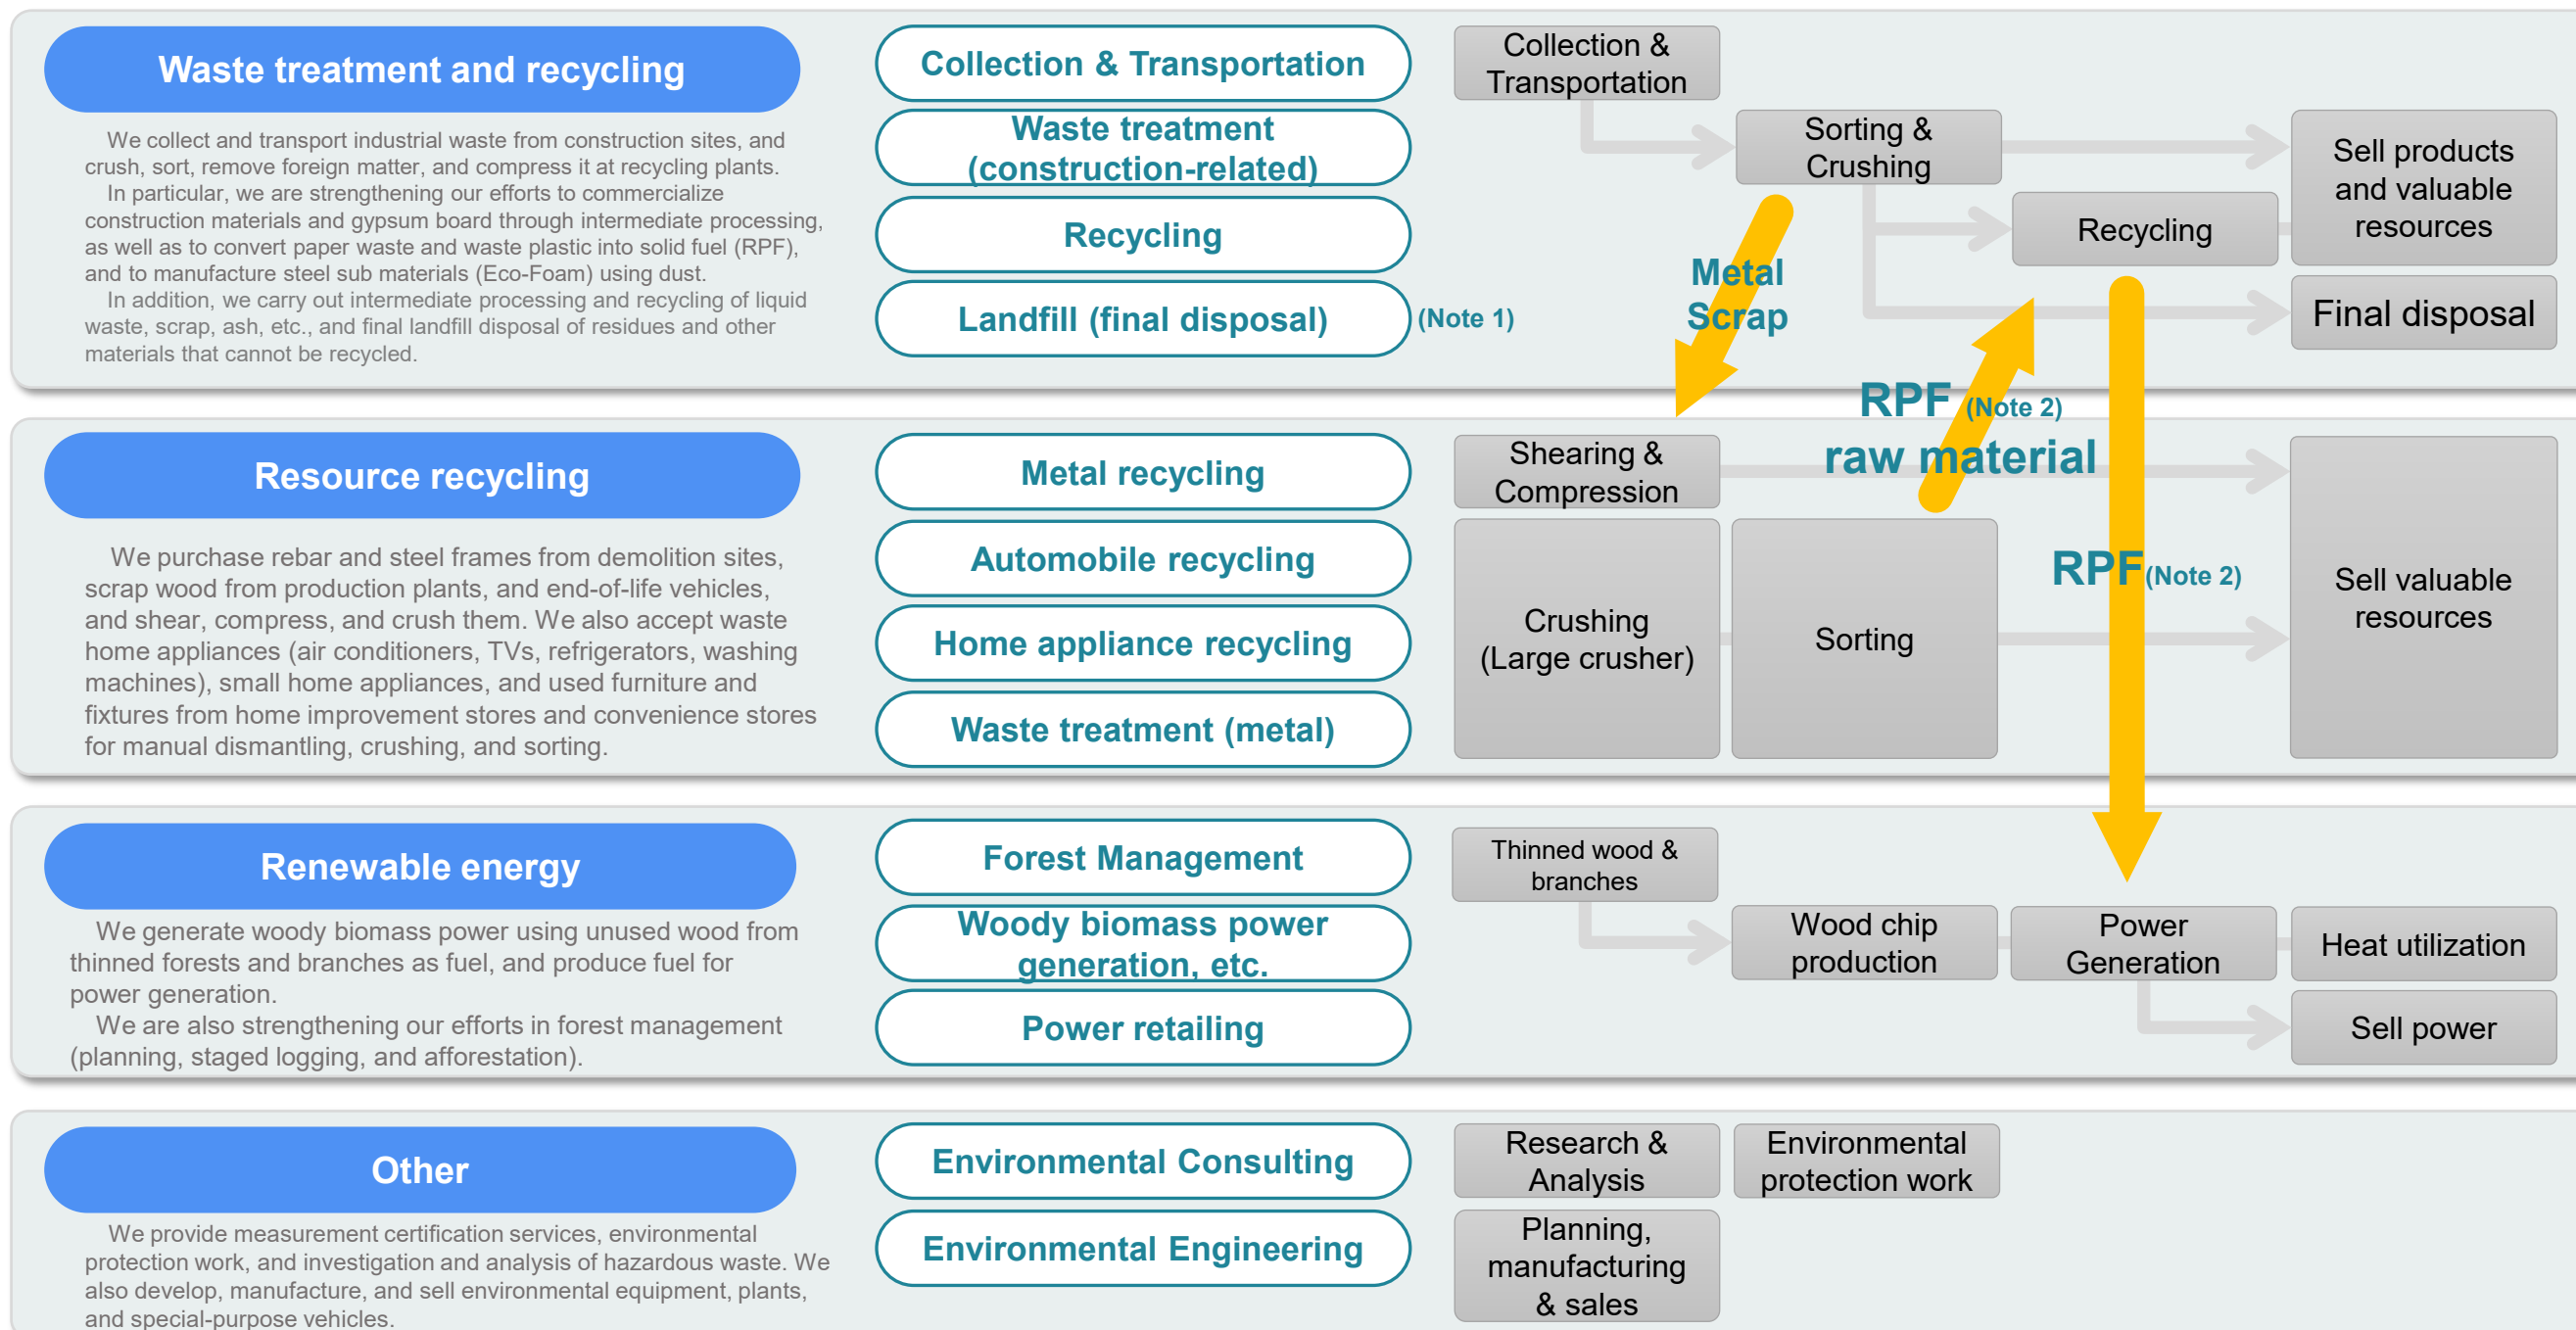 Waste treatment and recycling
We collect and transport industrial waste from construction sites, and
crush, sort, remove foreign matter, and compress it at recycling plants.
In particular, we are strengthening our efforts to commercialize
construction materials and gypsum board through intermediate processing,
as well as to convert paper waste and waste plastic into solid fuel (RPF),
and to manufacture steel sub materials (Eco-Foam) using dust.
In addition, we carry out intermediate processing and recycling of liquid
waste, scrap, ash, etc., and final landfill disposal of residues and other
materials that cannot be recycled.
Collection & Transportation
Waste treatment
(construction-related)
Recycling
Landfill (final disposal)
(Note 1)
Collection &
Transportation
Sorting &
Crushing
Recycling
Sell products
and valuable
resources
Final disposal
Metal
Scrap
RPF (Note 2)
raw material
Resource recycling
We purchase rebar and steel frames from demolition sites,
scrap wood from production plants, and end-of-life vehicles,
and shear, compress, and crush them. We also accept waste
home appliances (air conditioners, TVs, refrigerators, washing
machines), small home appliances, and used furniture and
fixtures from home improvement stores and convenience stores
for manual dismantling, crushing, and sorting.
Metal recycling
Automobile recycling
Home appliance recycling
Waste treatment (metal)
Shearing &
Compression
Crushing
(Large crusher)
Sorting
RPF(Note 2)
Sell valuable
resources
Renewable energy
We generate woody biomass power using unused wood from
thinned forests and branches as fuel, and produce fuel for
power generation.
We are also strengthening our efforts in forest management
(planning, staged logging, and afforestation).
Forest Management
Woody biomass power
generation, etc.
Power retailing
Thinned wood &
branches
Wood chip
production
Power
Generation
Heat utilization
Sell power
Other
We provide measurement certification services, environmental
protection work, and investigation and analysis of hazardous waste. We
also develop, manufacture, and sell environmental equipment, plants,
and special-purpose vehicles.
Environmental Consulting
Environmental Engineering
Research &
Analysis
Environmental
protection work
Planning,
manufacturing
& sales